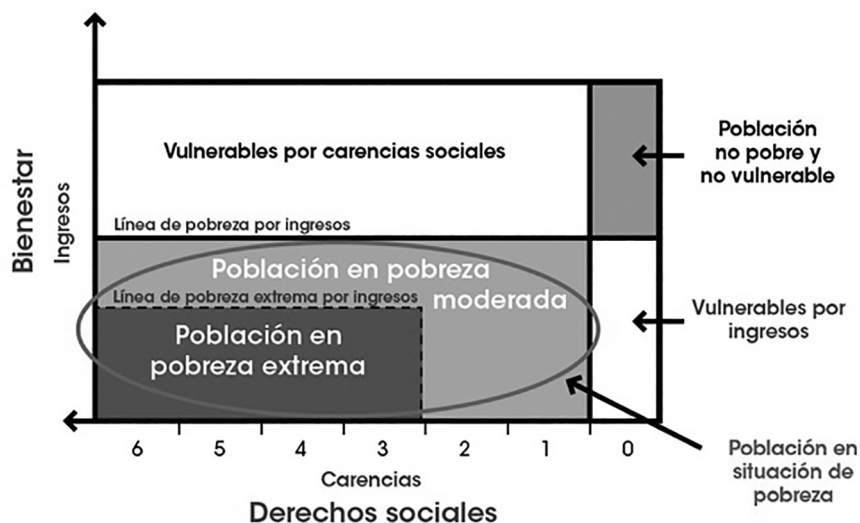 Bienestar
Ingresos
Vulnerables por carencias sociales
Población
no pobre y
no vulnerable
Línea de pobreza por ingresos
Población en pobreza
moderada
Línea de pobreza extrema por ingresos
Población en
pobreza extrema
Vulnerables por
ingresos
6 5 4 3 2 1 0
Carencias
Derechos sociales
Población en
situación de
pobreza